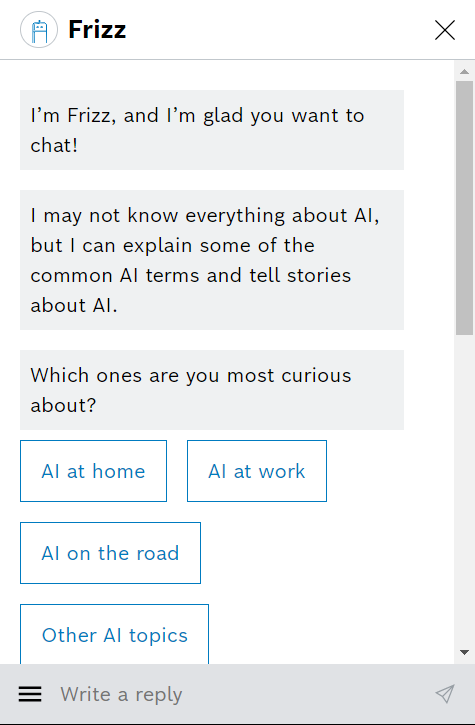 Frizz
I’m Frizz, and I’m glad you want to
chat!
I may not know everything about AI,
but I can explain some of the
common AI terms and tell stories
about AI.
Which ones are you most curious
about?
AI at home
AI at work
AI on the road
Other AI topics
Write a reply